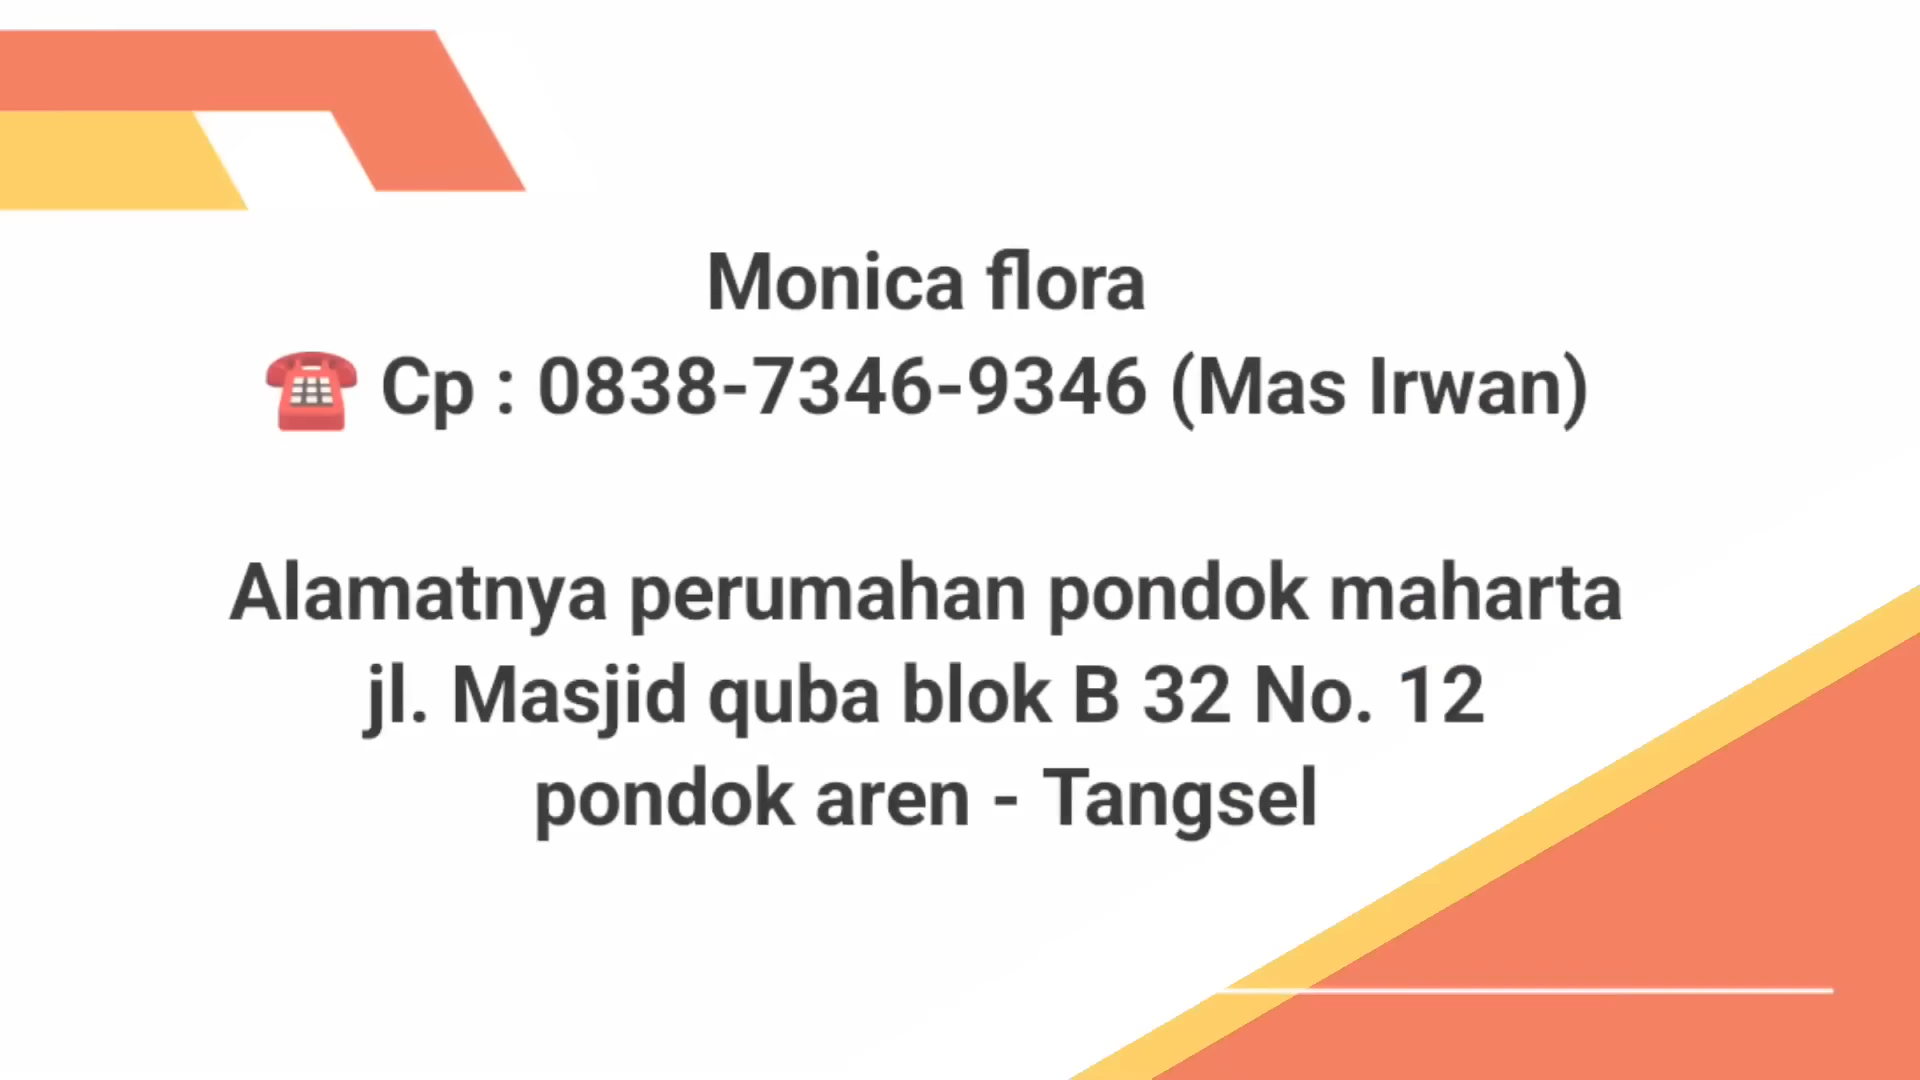 Monica flora
☎️ Cp : 0838-7346-9346 (Mas Irwan)
Alamatnya perumahan pondok maharta
jl. Masjid quba blok B 32 No. 12
pondok aren - Tangsel